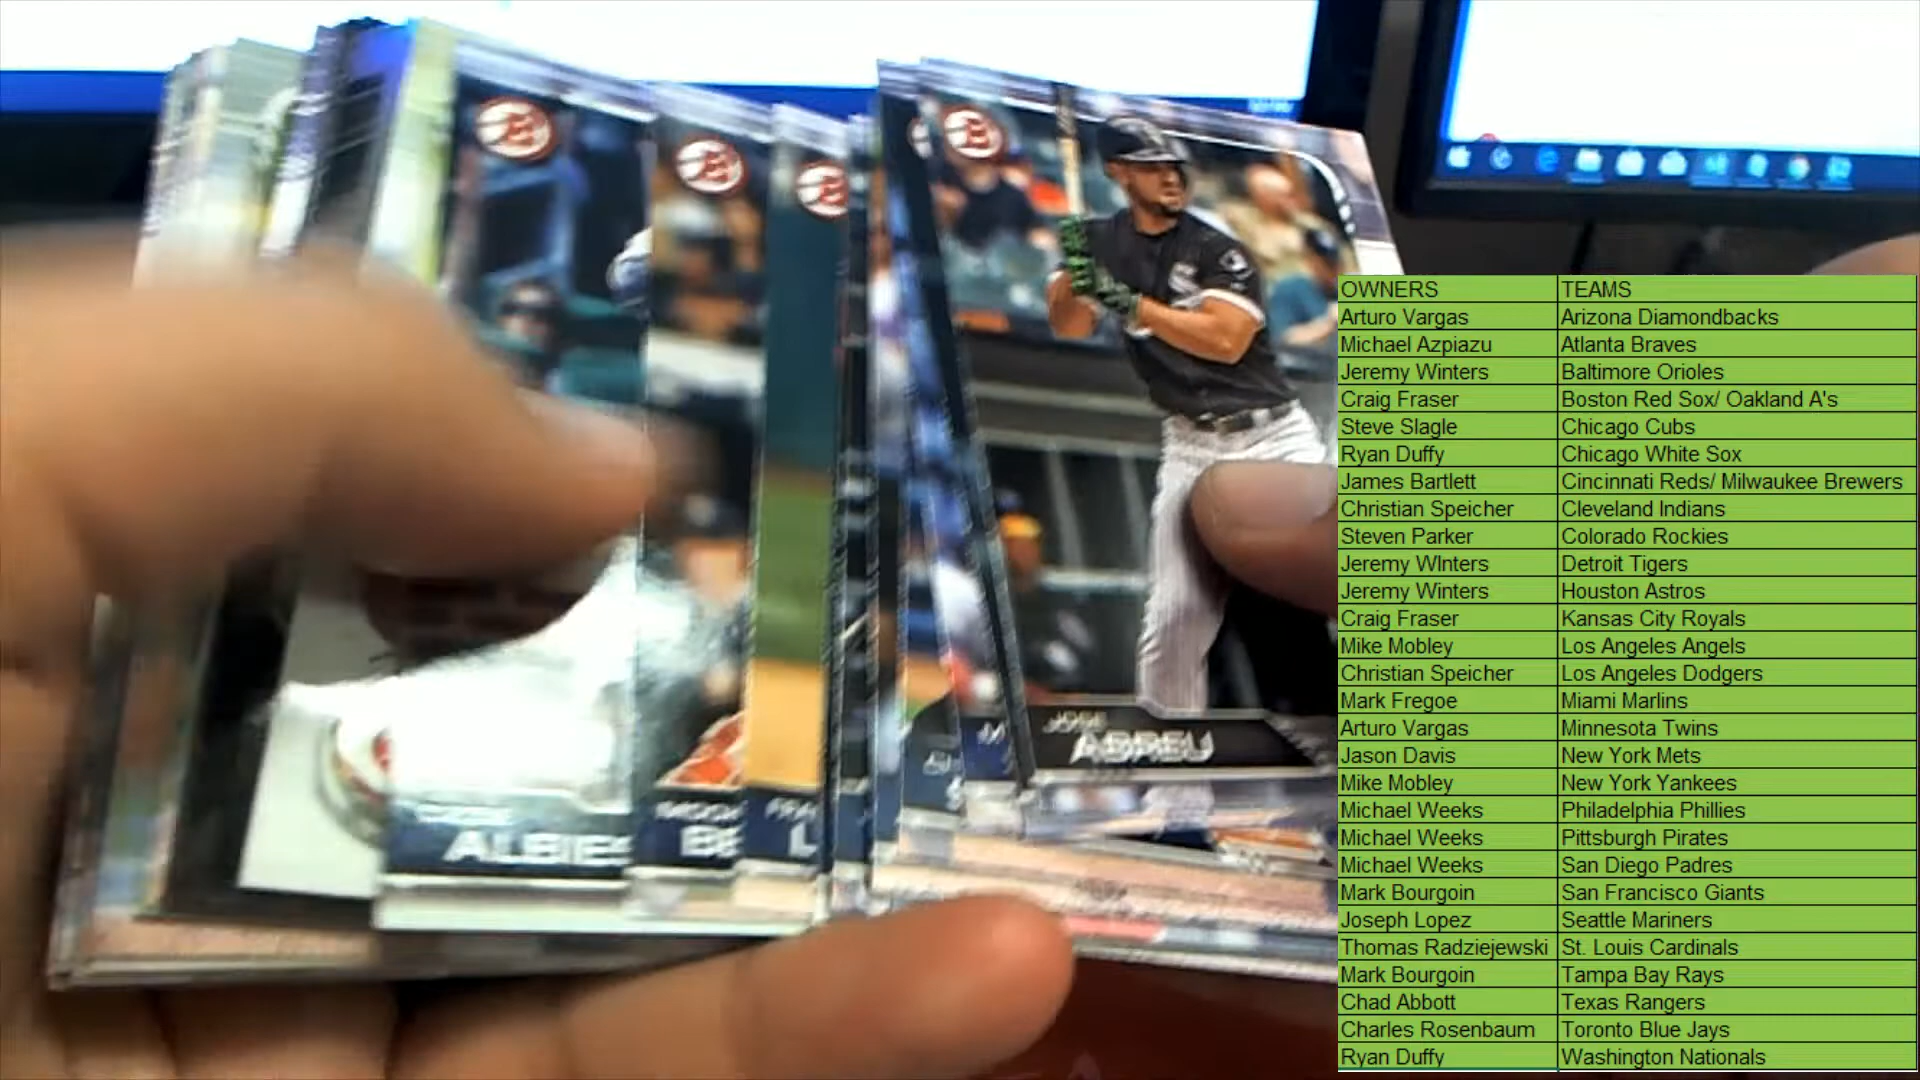 OWNERS TEAMS
Arturo Vargas Arizona Diamondbacks
Michael Azpiazu Atlanta Braves
Jeremy Winters Baltimore Orioles
Craig Fraser Boston Red Sox/ Oakland A's
Steve Slagle Chicago Cubs
Ryan Duffy Chicago White Sox
James Bartlett Cincinnati Reds/ Milwaukee Brewers
Christian Speicher Cleveland Indians
Steven Parker Colorado Rockies
Jeremy WInters Detroit Tigers
Jeremy Winters Houston Astros
Craig Fraser Kansas City Royals
Mike Mobley Los Angeles Angels
Christian Speicher Los Angeles Dodgers
Mark Fregoe Miami Marlins
Arturo Vargas Minnesota Twins
Jason Davis New York Mets
Mike Mobley New York Yankees
Michael Weeks Philadelphia Phillies
Michael Weeks Pittsburgh Pirates
Michael Weeks San Diego Padres
Mark Bourgoin San Francisco Giants
Joseph Lopez Seattle Mariners
Thomas Radziejewski St. Louis Cardinals
Mark Bourgoin Tampa Bay Rays
Chad Abbott Texas Rangers
Charles Rosenbaum Toronto Blue Jays
Ryan Duffy Washington Nationals
JOSE
ABREU
ALBIES
BE
L